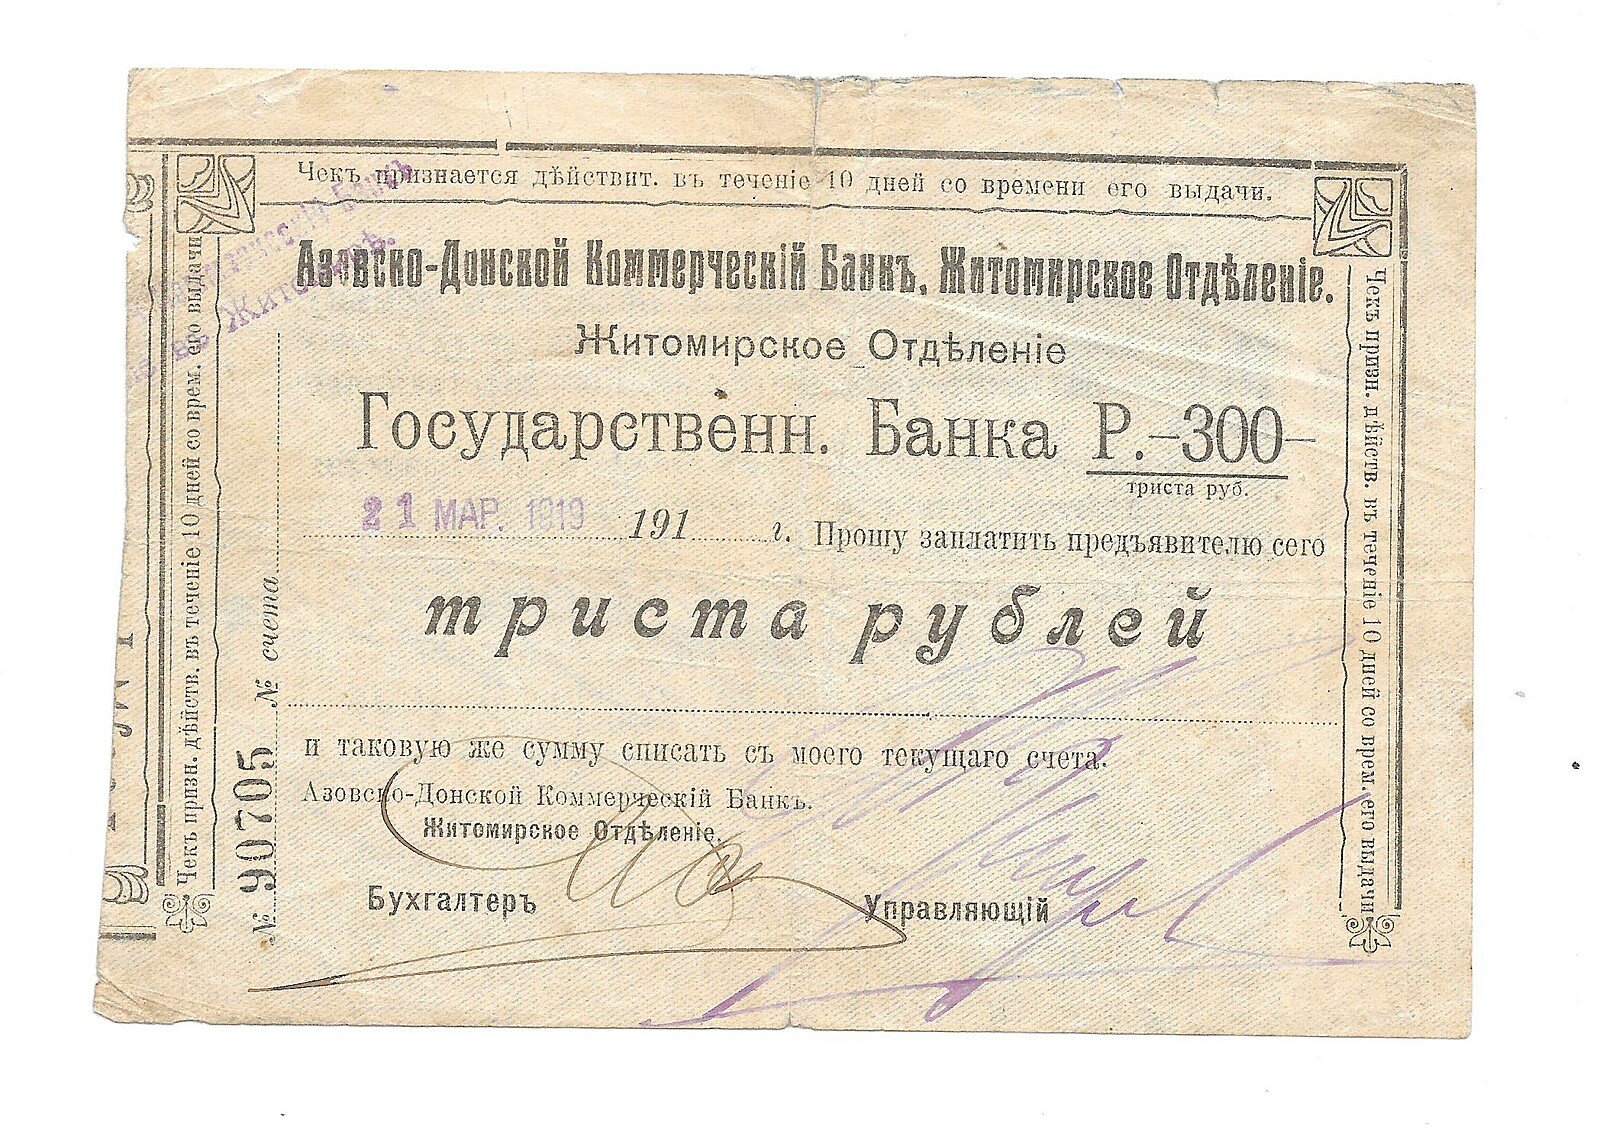 Чекъ признается дѣйствит. въ теченіе 10 дней со времени его выдачи.
Азовско-Донской Коммерческій Банкъ, Житомирское Отдѣленіе.
Житомирское Отдѣленіе
Государственн. Банка Р.-300-
триста руб.
21 МАР. 1919 191 г. Прошу заплатить предъявителю сего
триста рублей
и таковую же сумму списать съ моего текущаго счета.
Азовско-Донской Коммерческій Банкъ.
Житомирское Отдѣленіе.
Бухгалтеръ Управляющій
№ 90705 № счета
Чекъ призн. дѣйств. въ теченіе 10 дней со врем. его выдачи
Чекъ призн. дѣйств. въ теченіе 10 дней со врем. его выдачи
Банкъ
въ Житомирѣ.